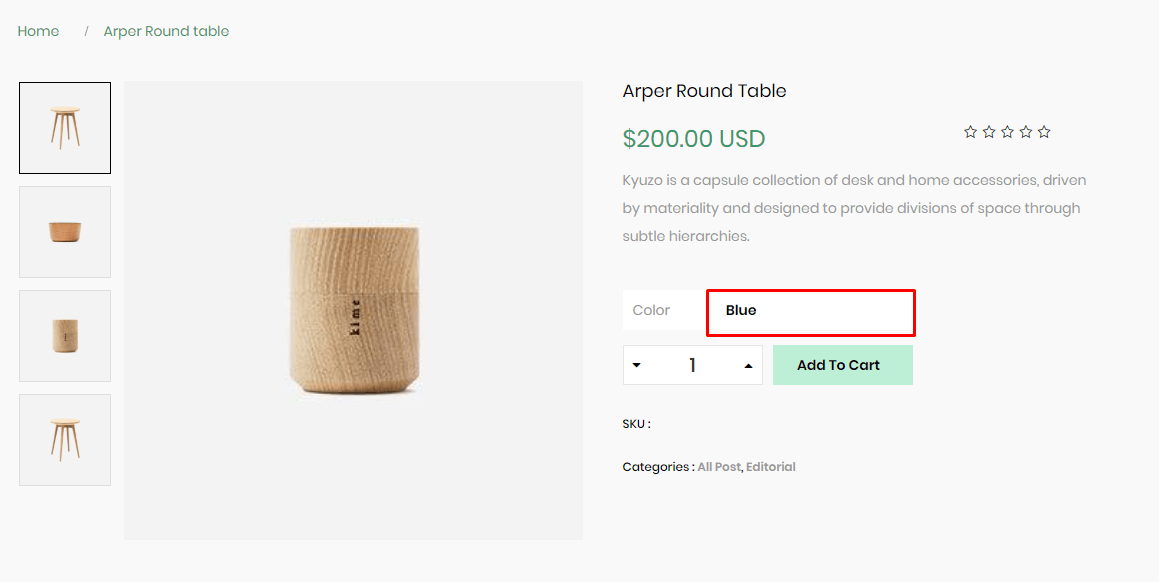 Home / Arper Round table
Arper Round Table
$200.00 USD
Kyuzo is a capsule collection of desk and home accessories, driven
by materiality and designed to provide divisions of space through
subtle hierarchies.
kime
Color Blue
1 Add To Cart
SKU :
Categories : All Post, Editorial